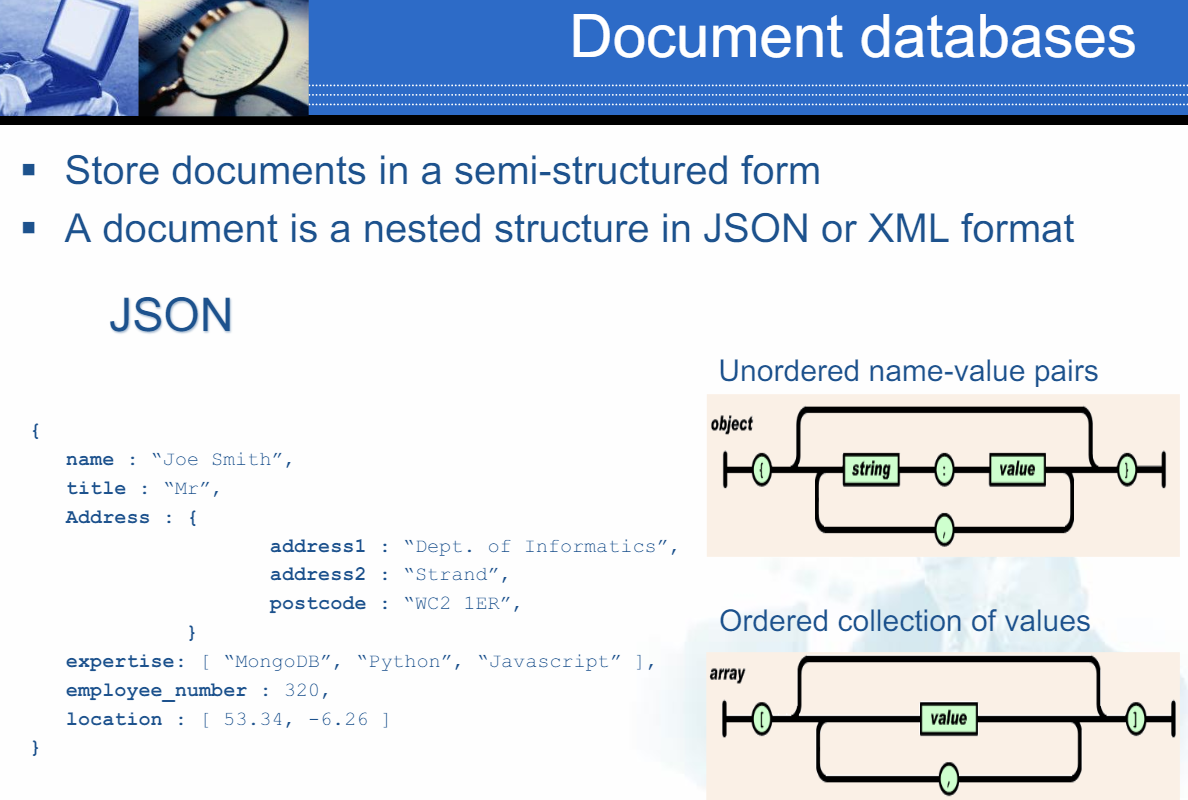 Document databases
▪ Store documents in a semi-structured form
▪ A document is a nested structure in JSON or XML format
JSON
{
name : “Joe Smith”,
title : “Mr”,
Address : {
address1 : “Dept. of Informatics”,
address2 : “Strand”,
postcode : “WC2 1ER”,
}
expertise: [ “MongoDB”, “Python”, “Javascript” ],
employee_number : 320,
location : [ 53.34, -6.26 ]
}
Unordered name-value pairs
object
{ string : value }
,
Ordered collection of values
array
[ value ]
,